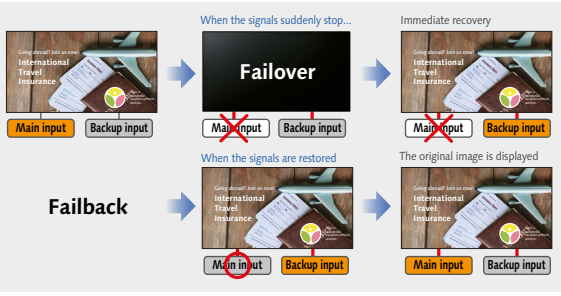 When the signals suddenly stop...
Immediate recovery
Going abroad? Join us now!
International
Travel
Insurance
Failover
Going abroad? Join us now!
International
Travel
Insurance
Main input
Backup input
Main input
Backup input
Main input
Backup input
When the signals are restored
The original image is displayed
Failback
Going abroad? Join us now!
International
Travel
Insurance
Going abroad? Join us now!
International
Travel
Insurance
Main input
Backup input
Main input
Backup input